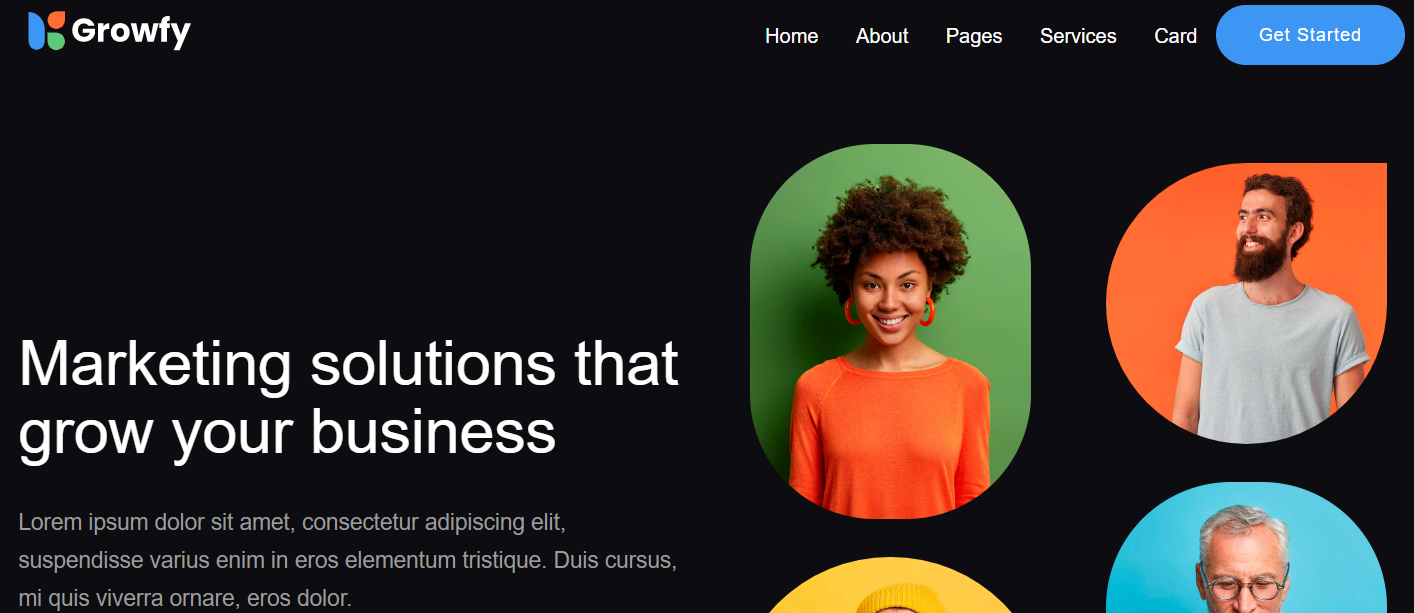 Growfy
Home About Pages Services Card Get Started
Marketing solutions that
grow your business
Lorem ipsum dolor sit amet, consectetur adipiscing elit,
suspendisse varius enim in eros elementum tristique. Duis cursus,
mi quis viverra ornare, eros dolor.